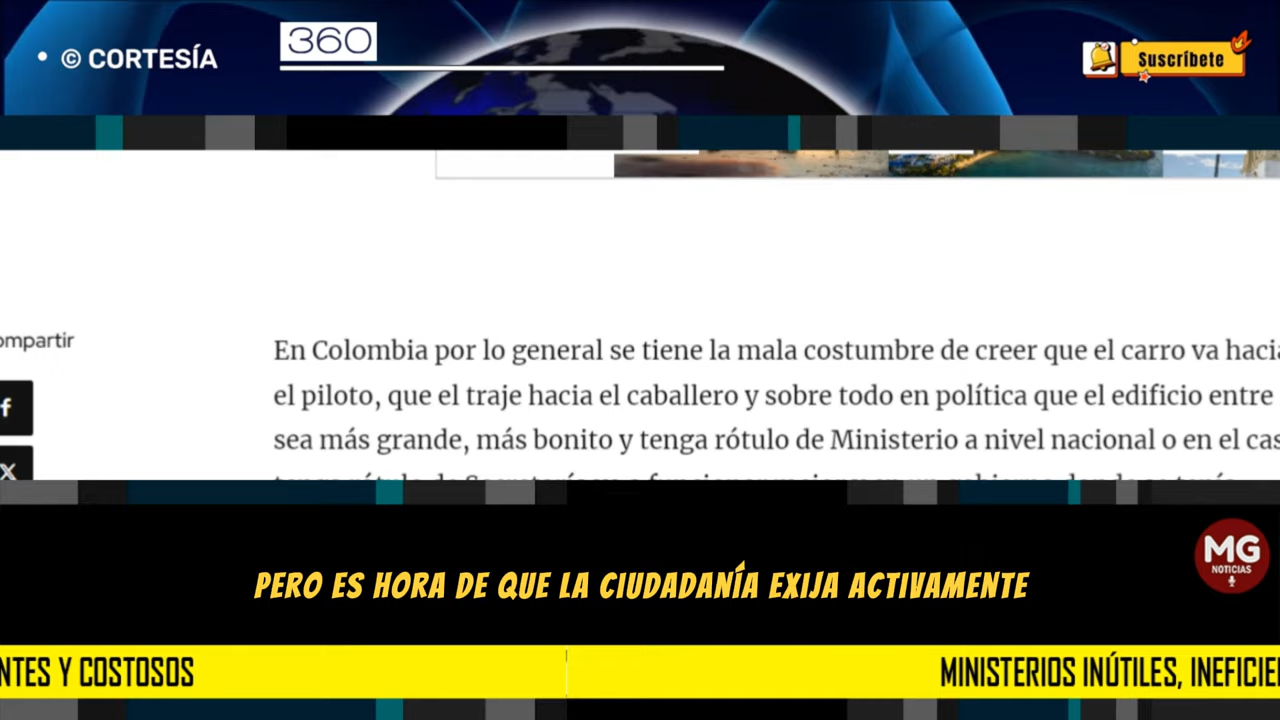 © CORTESÍA
360
Suscríbete
ompartir
f
X
En Colombia por lo general se tiene la mala costumbre de creer que el carro va hacia
el piloto, que el traje hacia el caballero y sobre todo en política que el edificio entre
sea más grande, más bonito y tenga rótulo de Ministerio a nivel nacional o en el cas
PERO ES HORA DE QUE LA CIUDADANÍA EXIJA ACTIVAMENTE
MG
NOTICIAS
NTES Y COSTOSOS
MINISTERIOS INÚTILES, INEFICIE